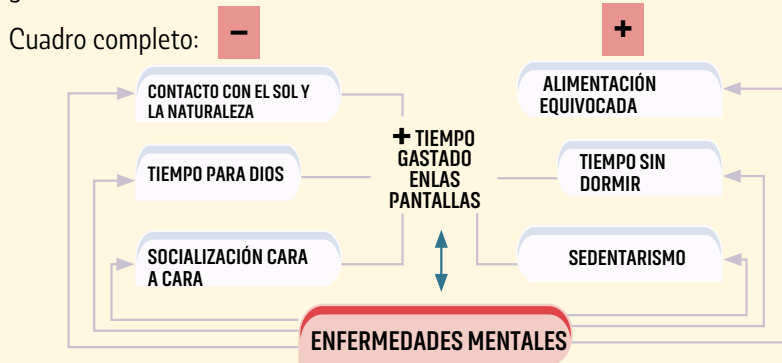 Cuadro completo:
−
+
CONTACTO CON EL SOL Y
LA NATURALEZA
TIEMPO PARA DIOS
SOCIALIZACIÓN CARA
A CARA
+ TIEMPO
GASTADO
ENLAS
PANTALLAS
ALIMENTACIÓN
EQUIVOCADA
TIEMPO SIN
DORMIR
SEDENTARISMO
ENFERMEDADES MENTALES